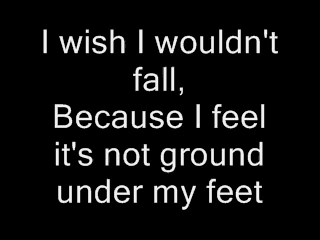 I wish I wouldn't
fall,
Because I feel
it's not ground
under my feet